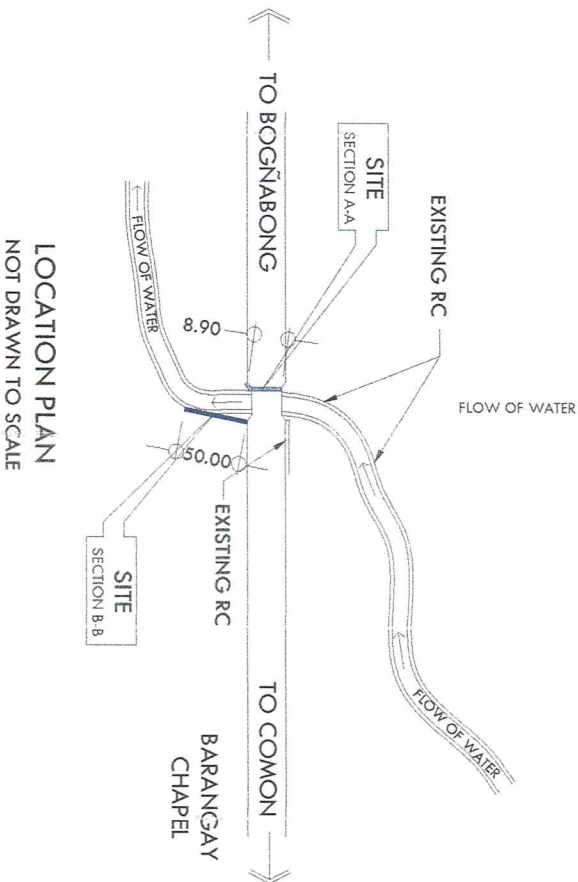 TO BOGÑABONG
SITE
SECTION A-A
EXISTING RC
FLOW OF WATER
FLOW OF WATER
8.90
50.00
EXISTING RC
SITE
SECTION B-B
TO COMON
FLOW OF WATER
BARANGAY
CHAPEL
LOCATION PLAN
NOT DRAWN TO SCALE